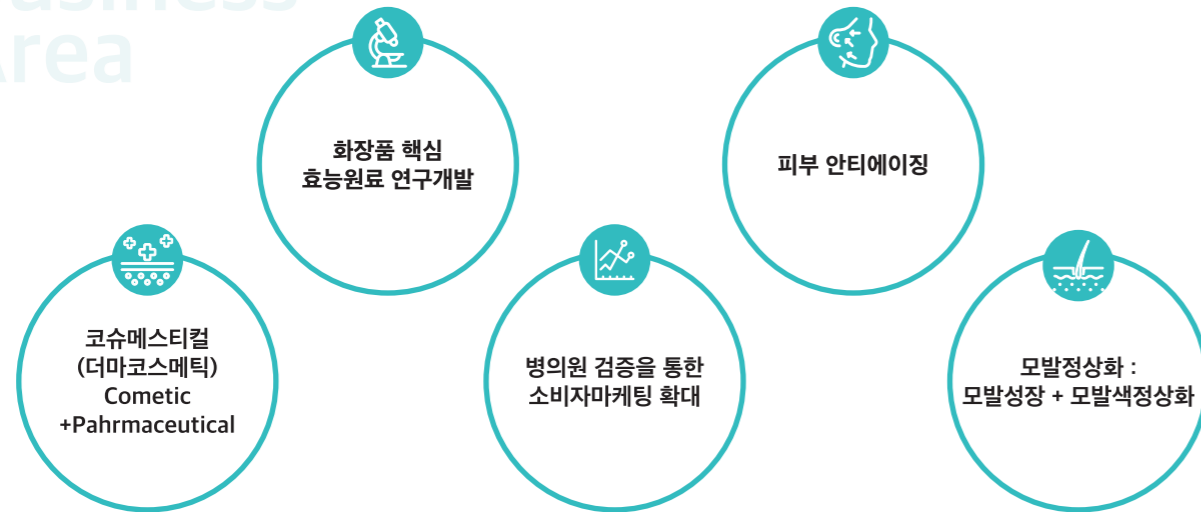 Business
Area
화장품 핵심
효능원료 연구개발
피부 안티에이징
코슈메스티컬
(더마코스메틱)
Cometic
+Pahrmaceutical
병의원 검증을 통한
소비자마케팅 확대
모발정상화 :
모발성장 + 모발색정상화